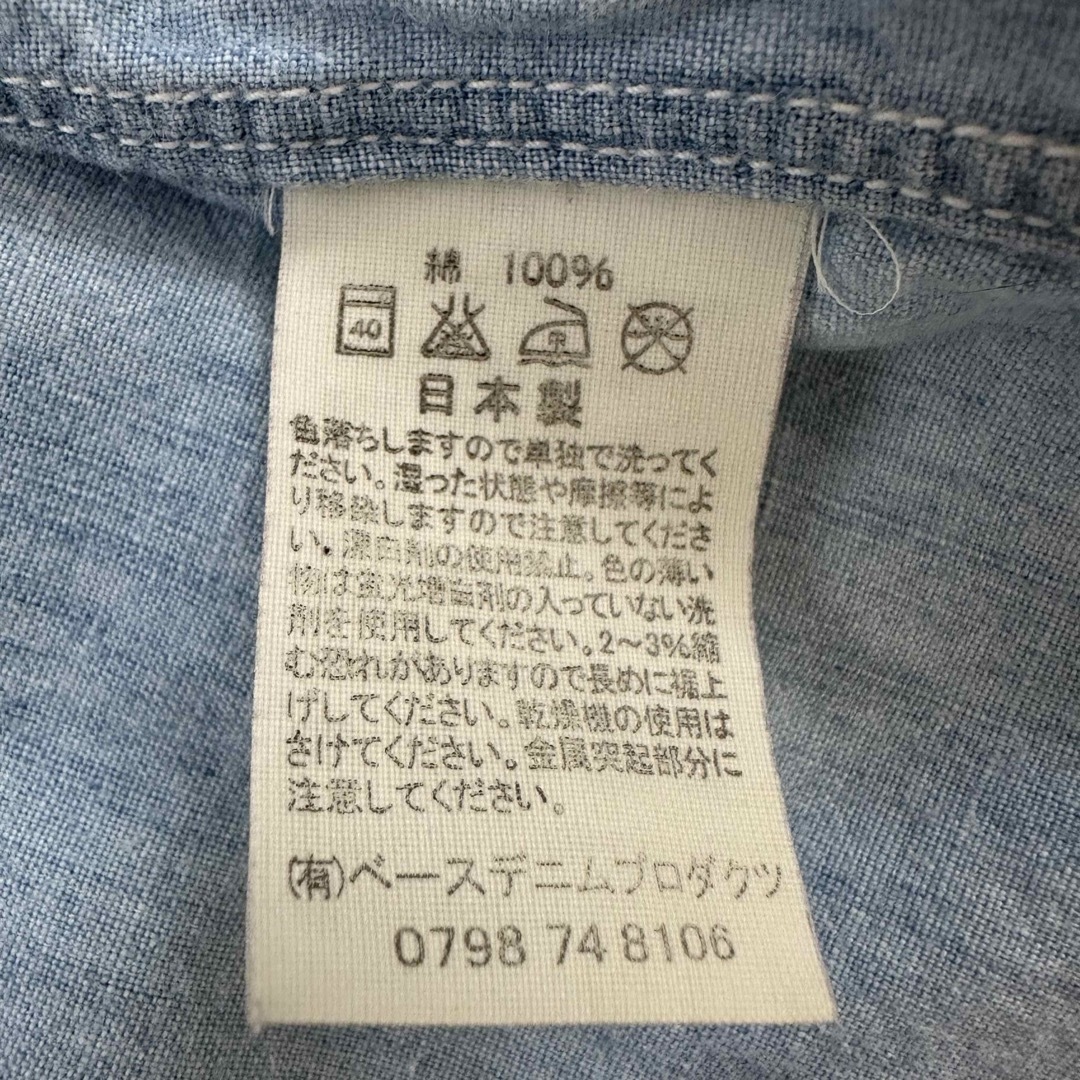 綿 100%
40
日本製
色落ちしますので単独で洗ってく
ださい。湿った状態や摩擦等によ
り移染しますので注意してくださ
い。漂白剤の使用禁止。色の薄い
物は蛍光増白剤の入っていない洗
剤を使用してください。2〜3%縮
む恐れがありますので長めに裾上
げしてください。乾燥機の使用は
さけてください。金属突起部分に
注意してください。
(有)ベースデニムプロダクツ
0798 74 8106